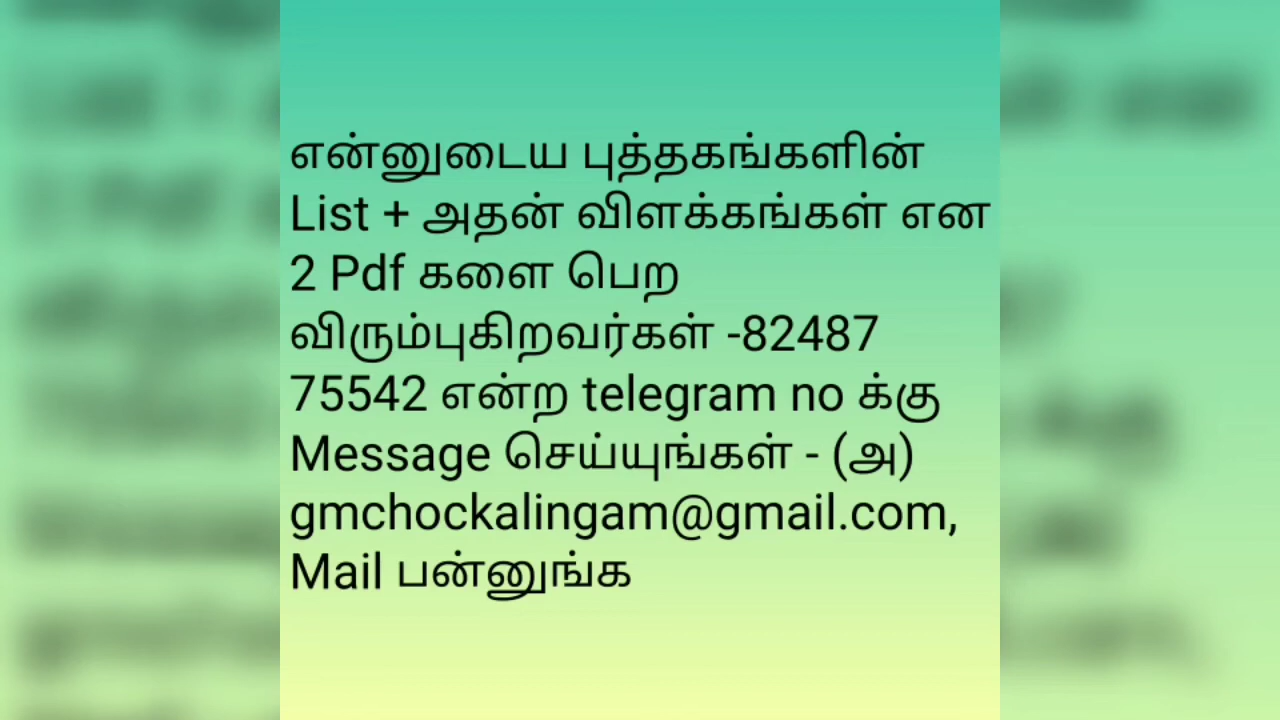 என்னுடைய புத்தகங்களின்
List + அதன் விளக்கங்கள் என
2 Pdf களை பெற
விரும்புகிறவர்கள் -82487
75542 என்ற telegram no க்கு
Message செய்யுங்கள் - (அ)
gmchockalingam@gmail.com,
Mail பன்னுங்க